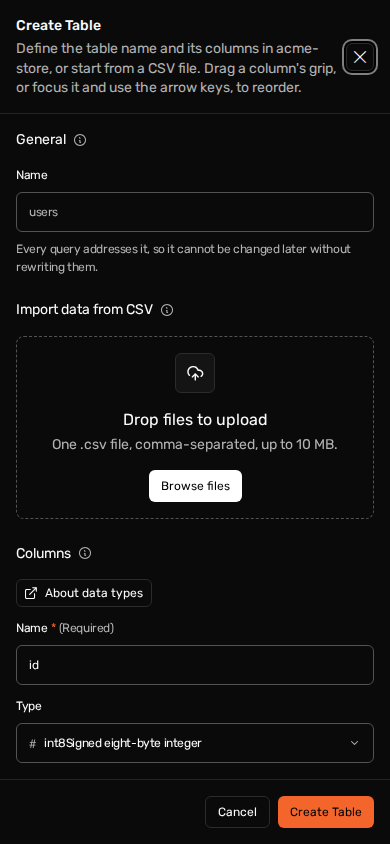 Create Table
Define the table name and its columns in acme-
store, or start from a CSV file. Drag a column's grip,
or focus it and use the arrow keys, to reorder.
General
Name
users
Every query addresses it, so it cannot be changed later without
rewriting them.
Import data from CSV
Drop files to upload
One .csv file, comma-separated, up to 10 MB.
Browse files
Columns
About data types
Name * (Required)
id
Type
# int8Signed eight-byte integer
Cancel
Create Table